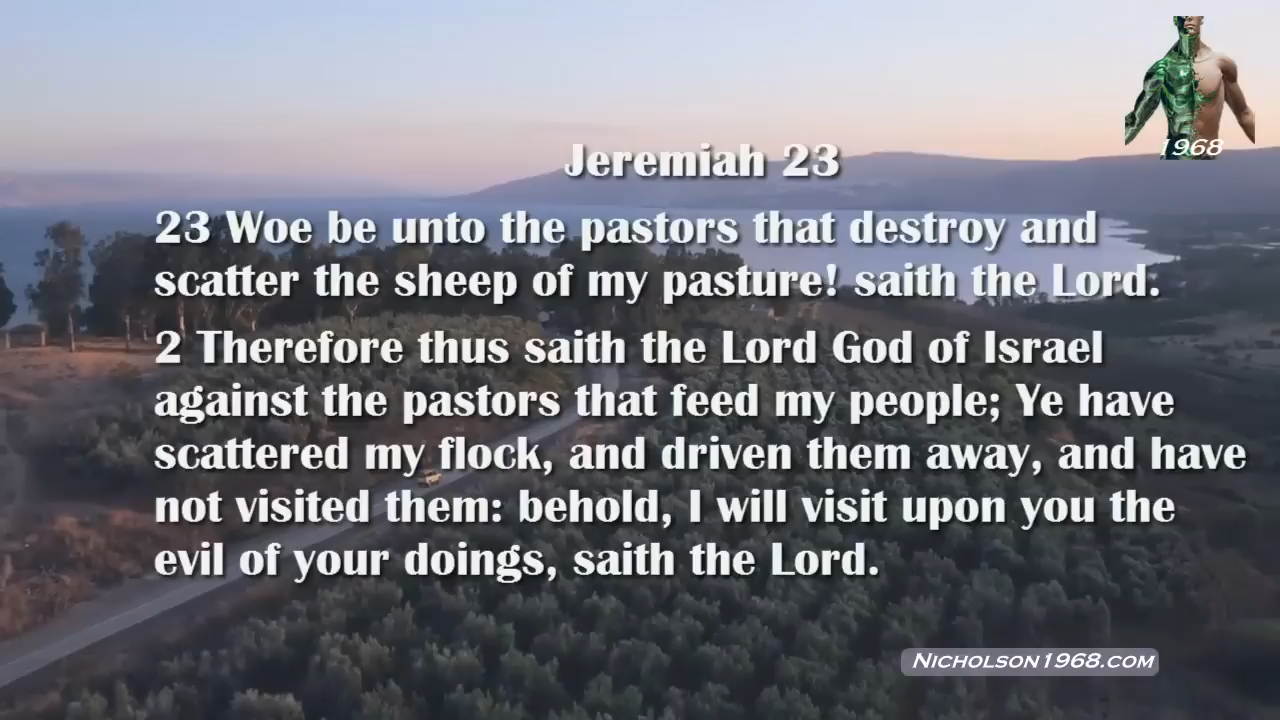 1968
Jeremiah 23
23 Woe be unto the pastors that destroy and
scatter the sheep of my pasture! saith the Lord.
2 Therefore thus saith the Lord God of Israel
against the pastors that feed my people; Ye have
scattered my flock, and driven them away, and have
not visited them: behold, I will visit upon you the
evil of your doings, saith the Lord.
Nicholson1968.com